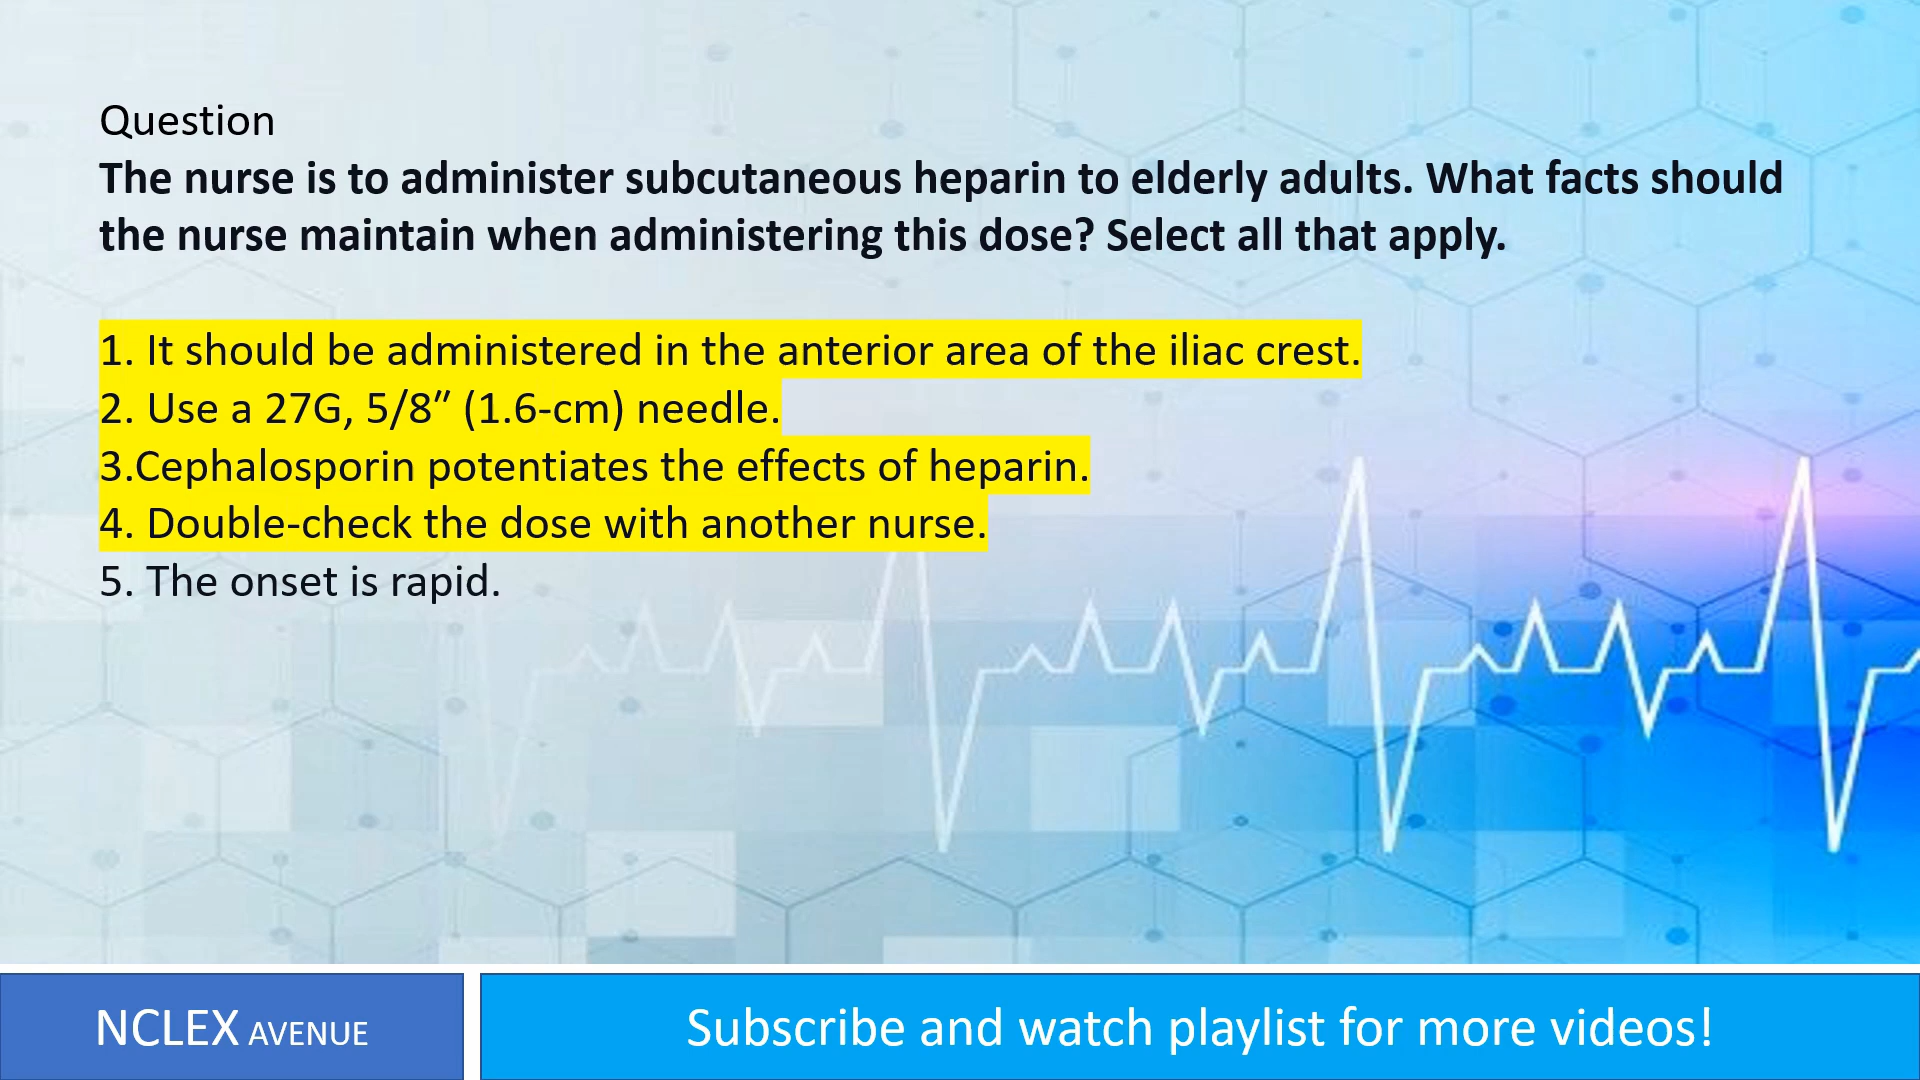 Question
The nurse is to administer subcutaneous heparin to elderly adults. What facts should
the nurse maintain when administering this dose? Select all that apply.
1. It should be administered in the anterior area of the iliac crest.
2. Use a 27G, 5/8″ (1.6-cm) needle.
3.Cephalosporin potentiates the effects of heparin.
4. Double-check the dose with another nurse.
5. The onset is rapid.
NCLEX AVENUE
Subscribe and watch playlist for more videos!